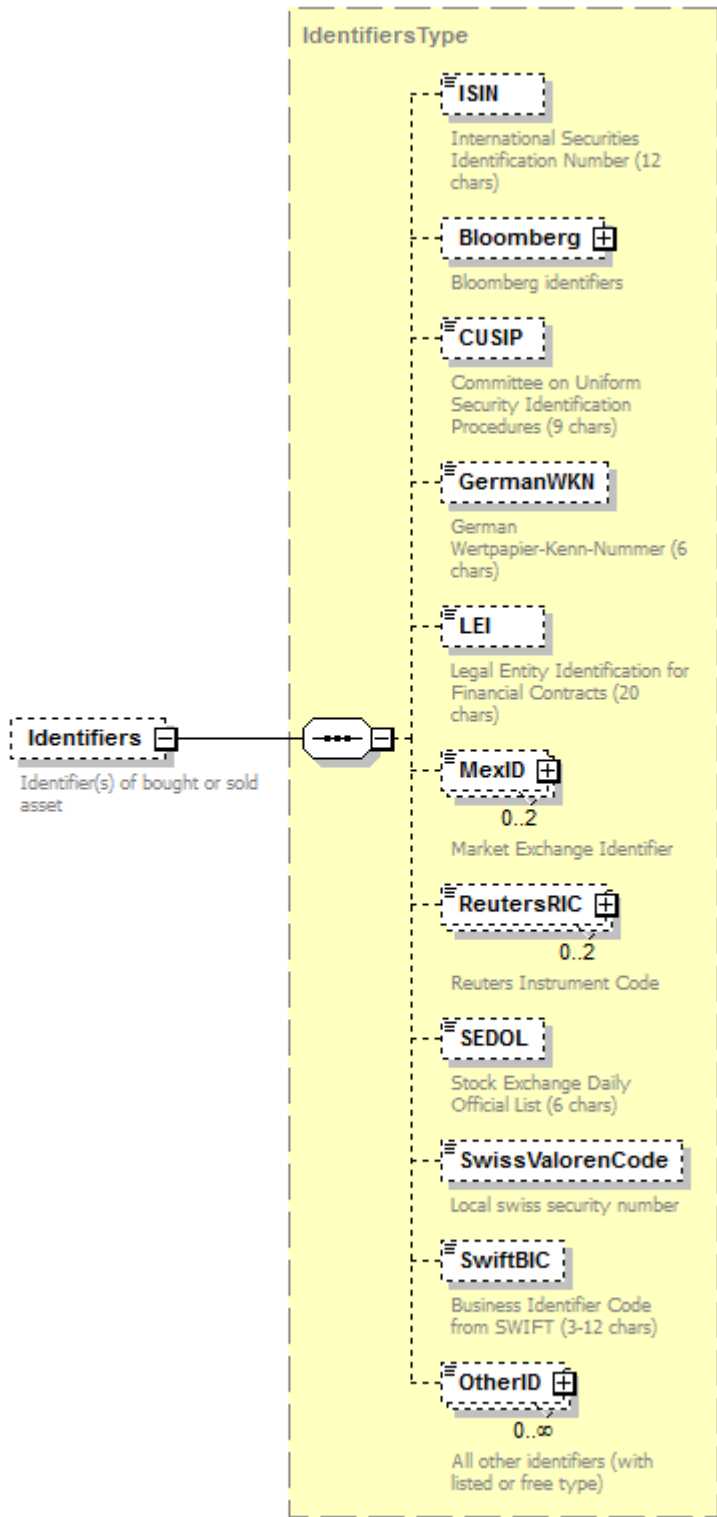 IdentifiersType
ISIN
International Securities
Identification Number (12
chars)
Bloomberg
Bloomberg identifiers
CUSIP
Committee on Uniform
Security Identification
Procedures (9 chars)
GermanWKN
German
Wertpapier-Kenn-Nummer (6
chars)
LEI
Legal Entity Identification for
Financial Contracts (20
chars)
Identifiers
Identifier(s) of bought or sold
asset
MexID
0..2
Market Exchange Identifier
ReutersRIC
0..2
Reuters Instrument Code
SEDOL
Stock Exchange Daily
Official List (6 chars)
SwissValorenCode
Local swiss security number
SwiftBIC
Business Identifier Code
from SWIFT (3-12 chars)
OtherID
0..∞
All other identifiers (with
listed or free type)